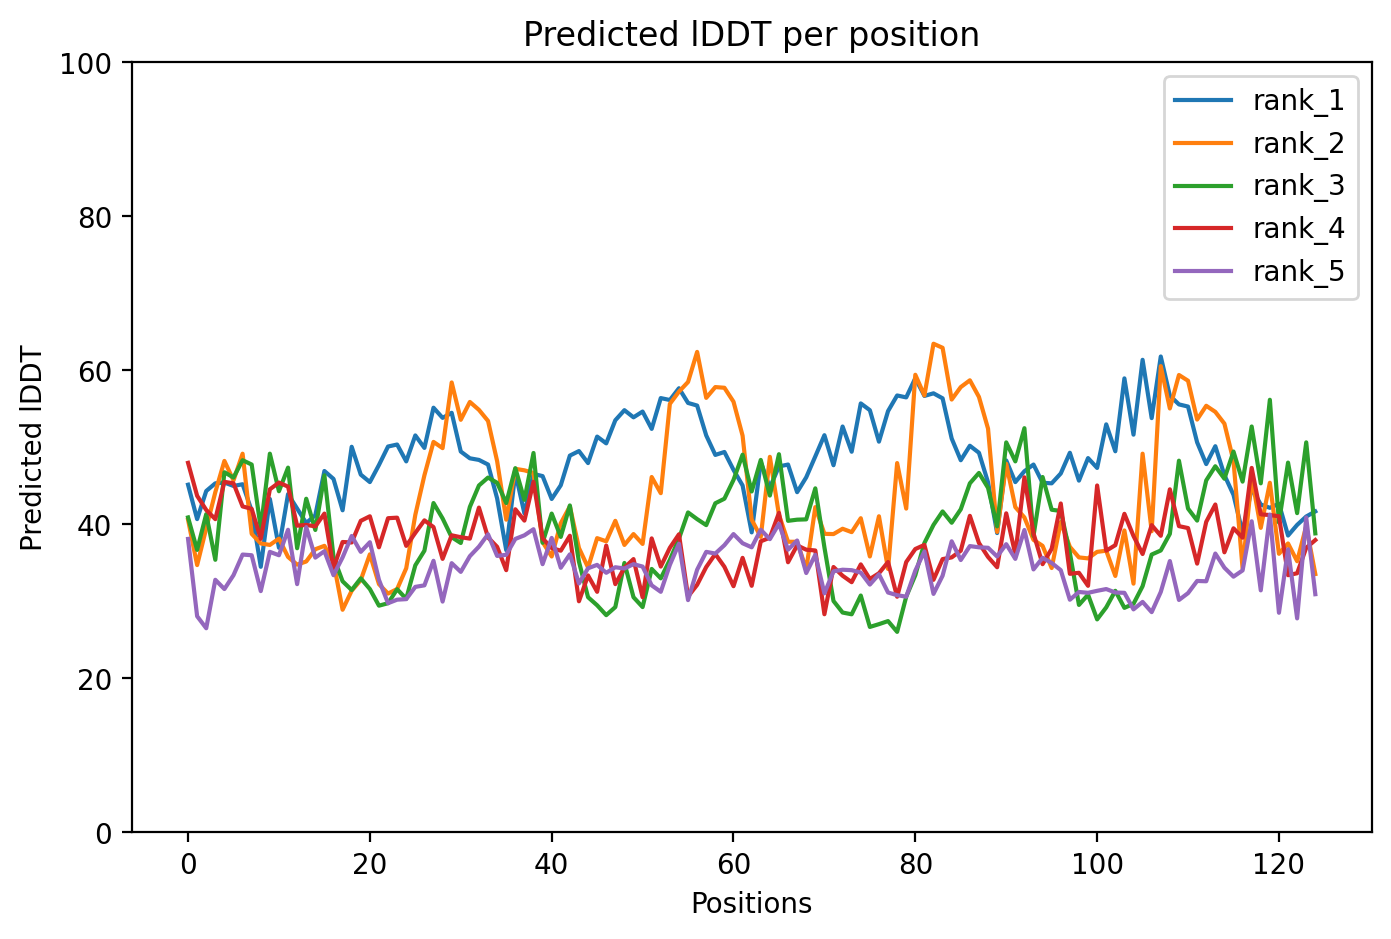 Predicted lDDT per position
100
80
60
40
20
0
Predicted lDDT
0 20 40 60 80 100 120
Positions
rank_1
rank_2
rank_3
rank_4
rank_5